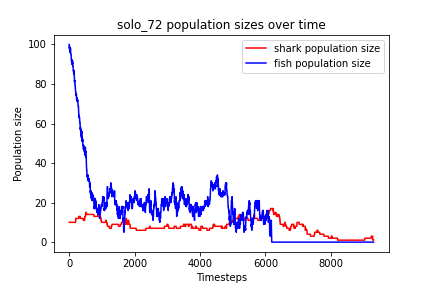 solo_72 population sizes over time
100
80
60
40
20
0
Population size
shark population size
fish population size
0 2000 4000 6000 8000
Timesteps